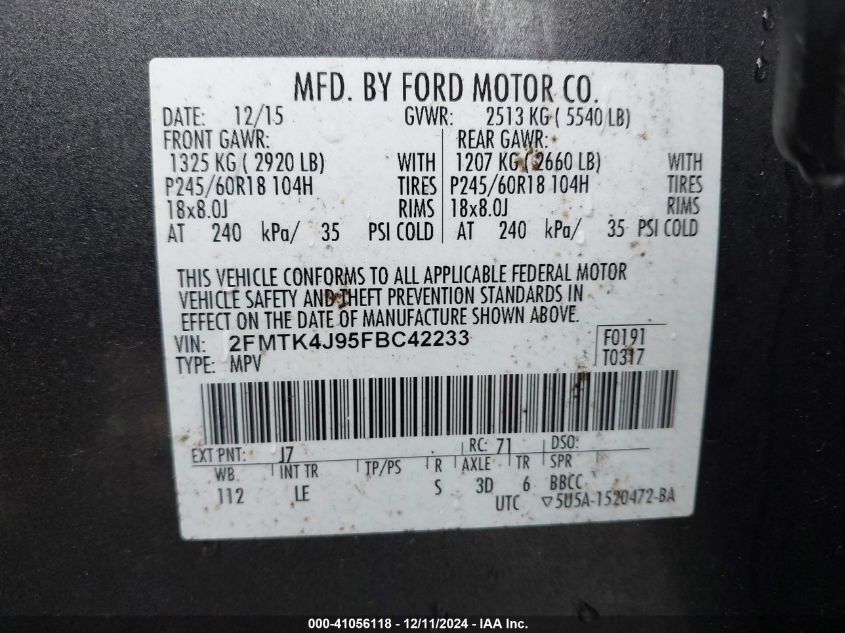 MFD. BY FORD MOTOR CO.
DATE: 12/15 GVWR: 2513 KG ( 5540 LB)
FRONT GAWR: REAR GAWR:
1325 KG ( 2920 LB) WITH 1207 KG ( 2660 LB) WITH
P245/60R18 104H TIRES P245/60R18 104H TIRES
18x8.0J RIMS 18x8.0J RIMS
AT 240 kPa/ 35 PSI COLD AT 240 kPa/ 35 PSI COLD
THIS VEHICLE CONFORMS TO ALL APPLICABLE FEDERAL MOTOR
VEHICLE SAFETY AND THEFT PREVENTION STANDARDS IN
EFFECT ON THE DATE OF MANUFACTURE SHOWN ABOVE.
VIN: 2FMTK4J95FBC42233 F0191
TYPE: MPV T0317
EXT PNT: J7 RC: 71 DSO:
WB INT TR TP/PS R AXLE TR SPR
112 LE S 3D 6 BBCC
UTC ▽5U5A-1520472-BA
000-41056118 - 12/11/2024 - IAA Inc.